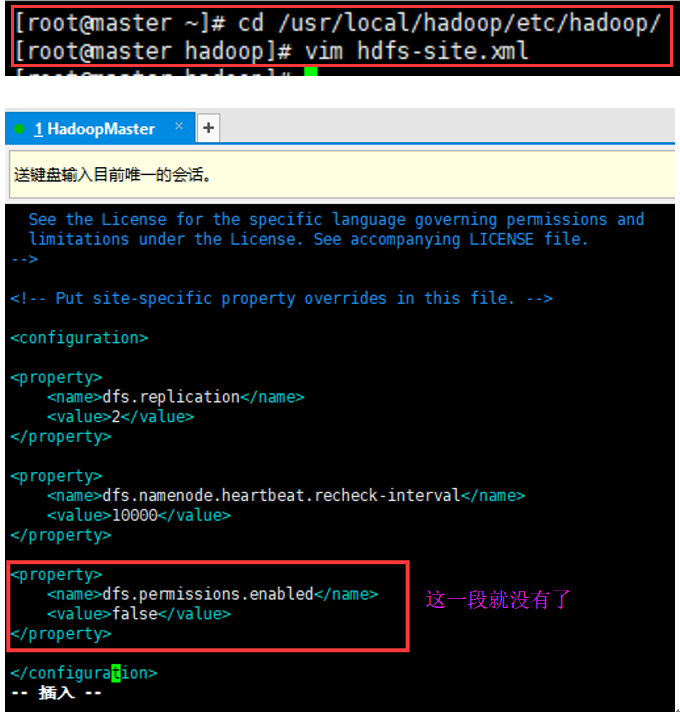 [root@master ~]# cd /usr/local/hadoop/etc/hadoop/
[root@master hadoop]# vim hdfs-site.xml
[root@master hadoop]#
1 HadoopMaster × +
送键盘输入目前唯一的会话。
See the License for the specific language governing permissions and
limitations under the License. See accompanying LICENSE file.
-->
<!-- Put site-specific property overrides in this file. -->
<configuration>
<property>
<name>dfs.replication</name>
<value>2</value>
</property>
<property>
<name>dfs.namenode.heartbeat.recheck-interval</name>
<value>10000</value>
</property>
<property>
<name>dfs.permissions.enabled</name>
<value>false</value>
</property>
这一段就没有了
</configuration>
-- 插入 --